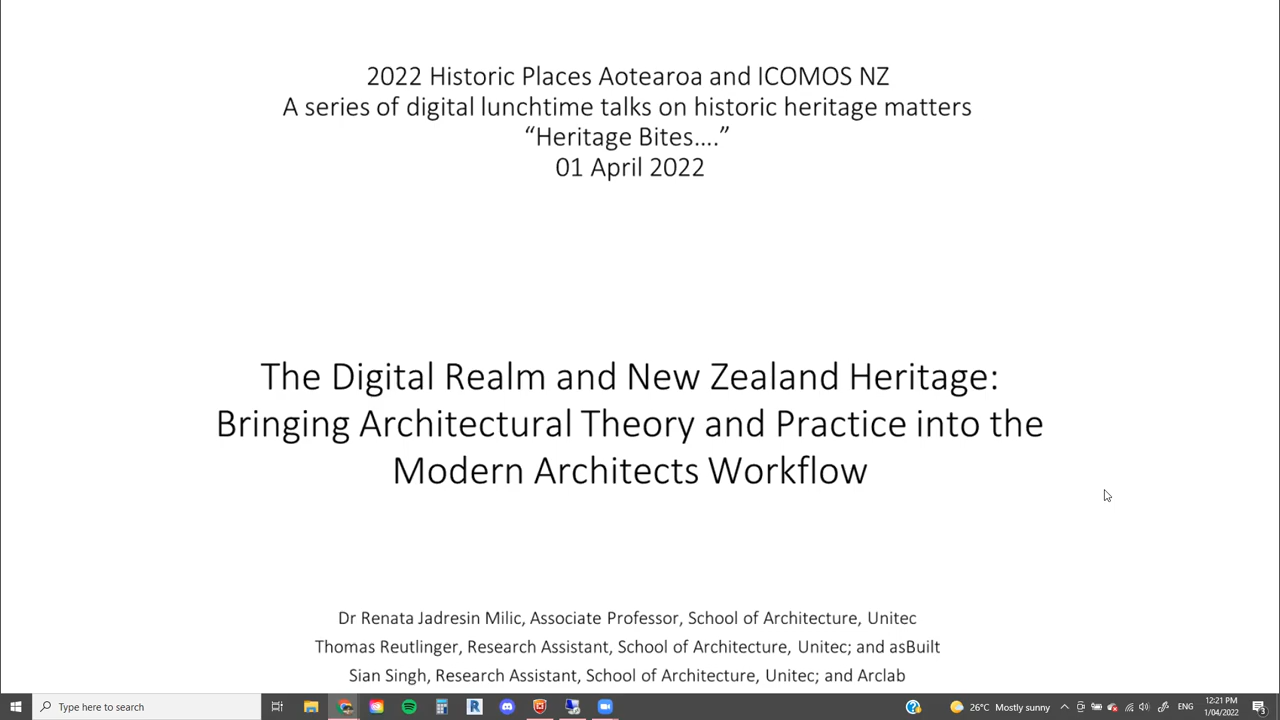 2022 Historic Places Aotearoa and ICOMOS NZ
A series of digital lunchtime talks on historic heritage matters
“Heritage Bites....”
01 April 2022
The Digital Realm and New Zealand Heritage:
Bringing Architectural Theory and Practice into the
Modern Architects Workflow
Dr Renata Jadresin Milic, Associate Professor, School of Architecture, Unitec
Thomas Reutlinger, Research Assistant, School of Architecture, Unitec; and asBuilt
Sian Singh, Research Assistant, School of Architecture, Unitec; and Arclab
Type here to search
R
26°C Mostly sunny
ENG
12:21 PM
1/04/2022